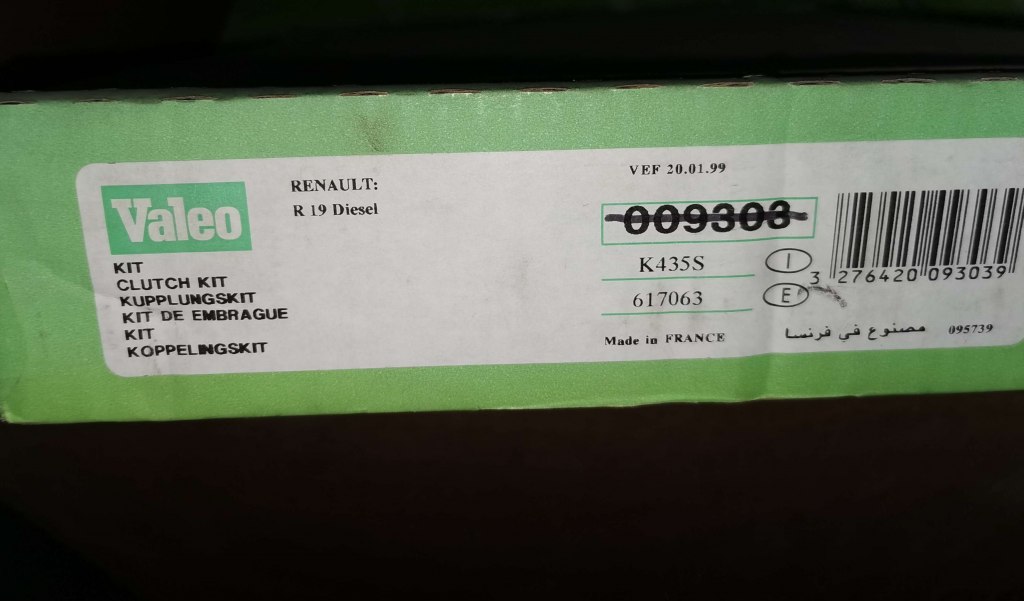 Valeo
KIT
CLUTCH KIT
KUPPLUNGSKIT
KIT DE EMBRAGUE
KIT
KOPPELINGSKIT
RENAULT:
R 19 Diesel
VEF 20.01.99
009303
K435S I
617063 E
Made in FRANCE
مصنوع في فرنسا 095739
3 276420 093039